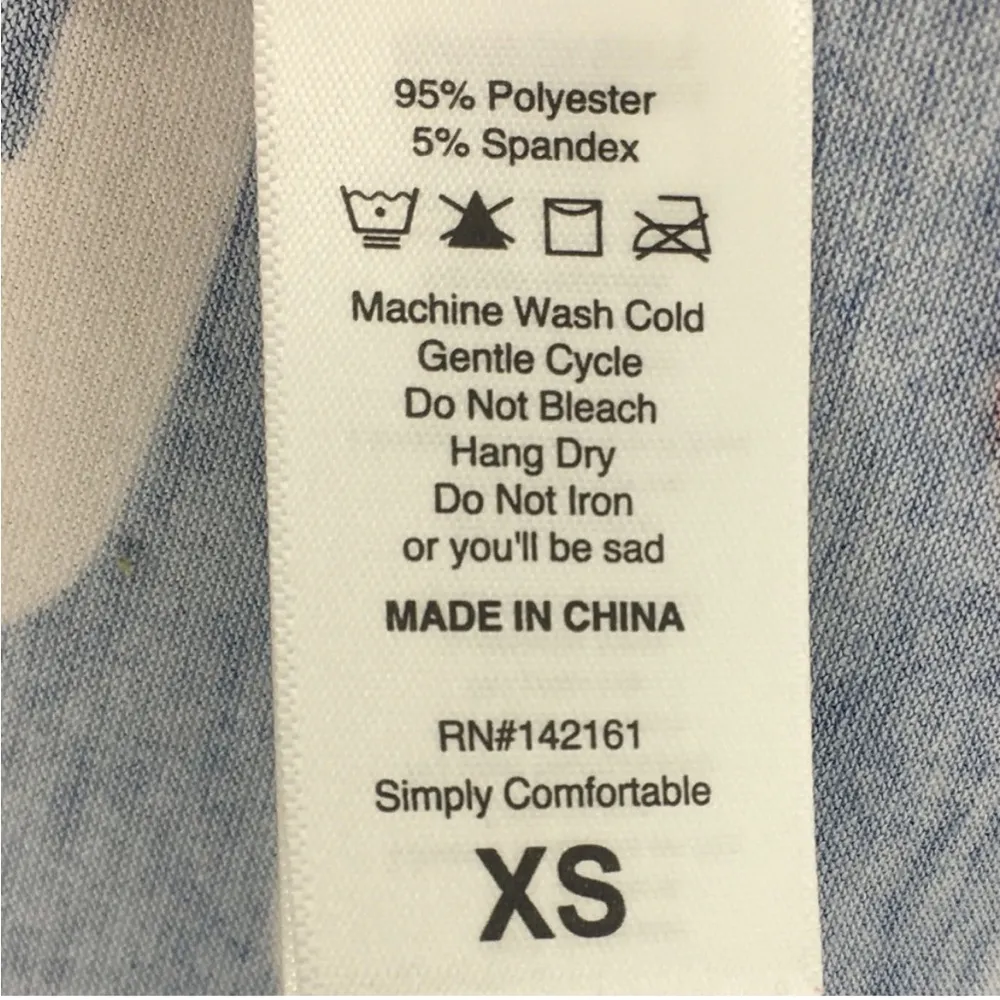 95% Polyester
5% Spandex
Machine Wash Cold
Gentle Cycle
Do Not Bleach
Hang Dry
Do Not Iron
or you'll be sad
MADE IN CHINA
RN#142161
Simply Comfortable
XS